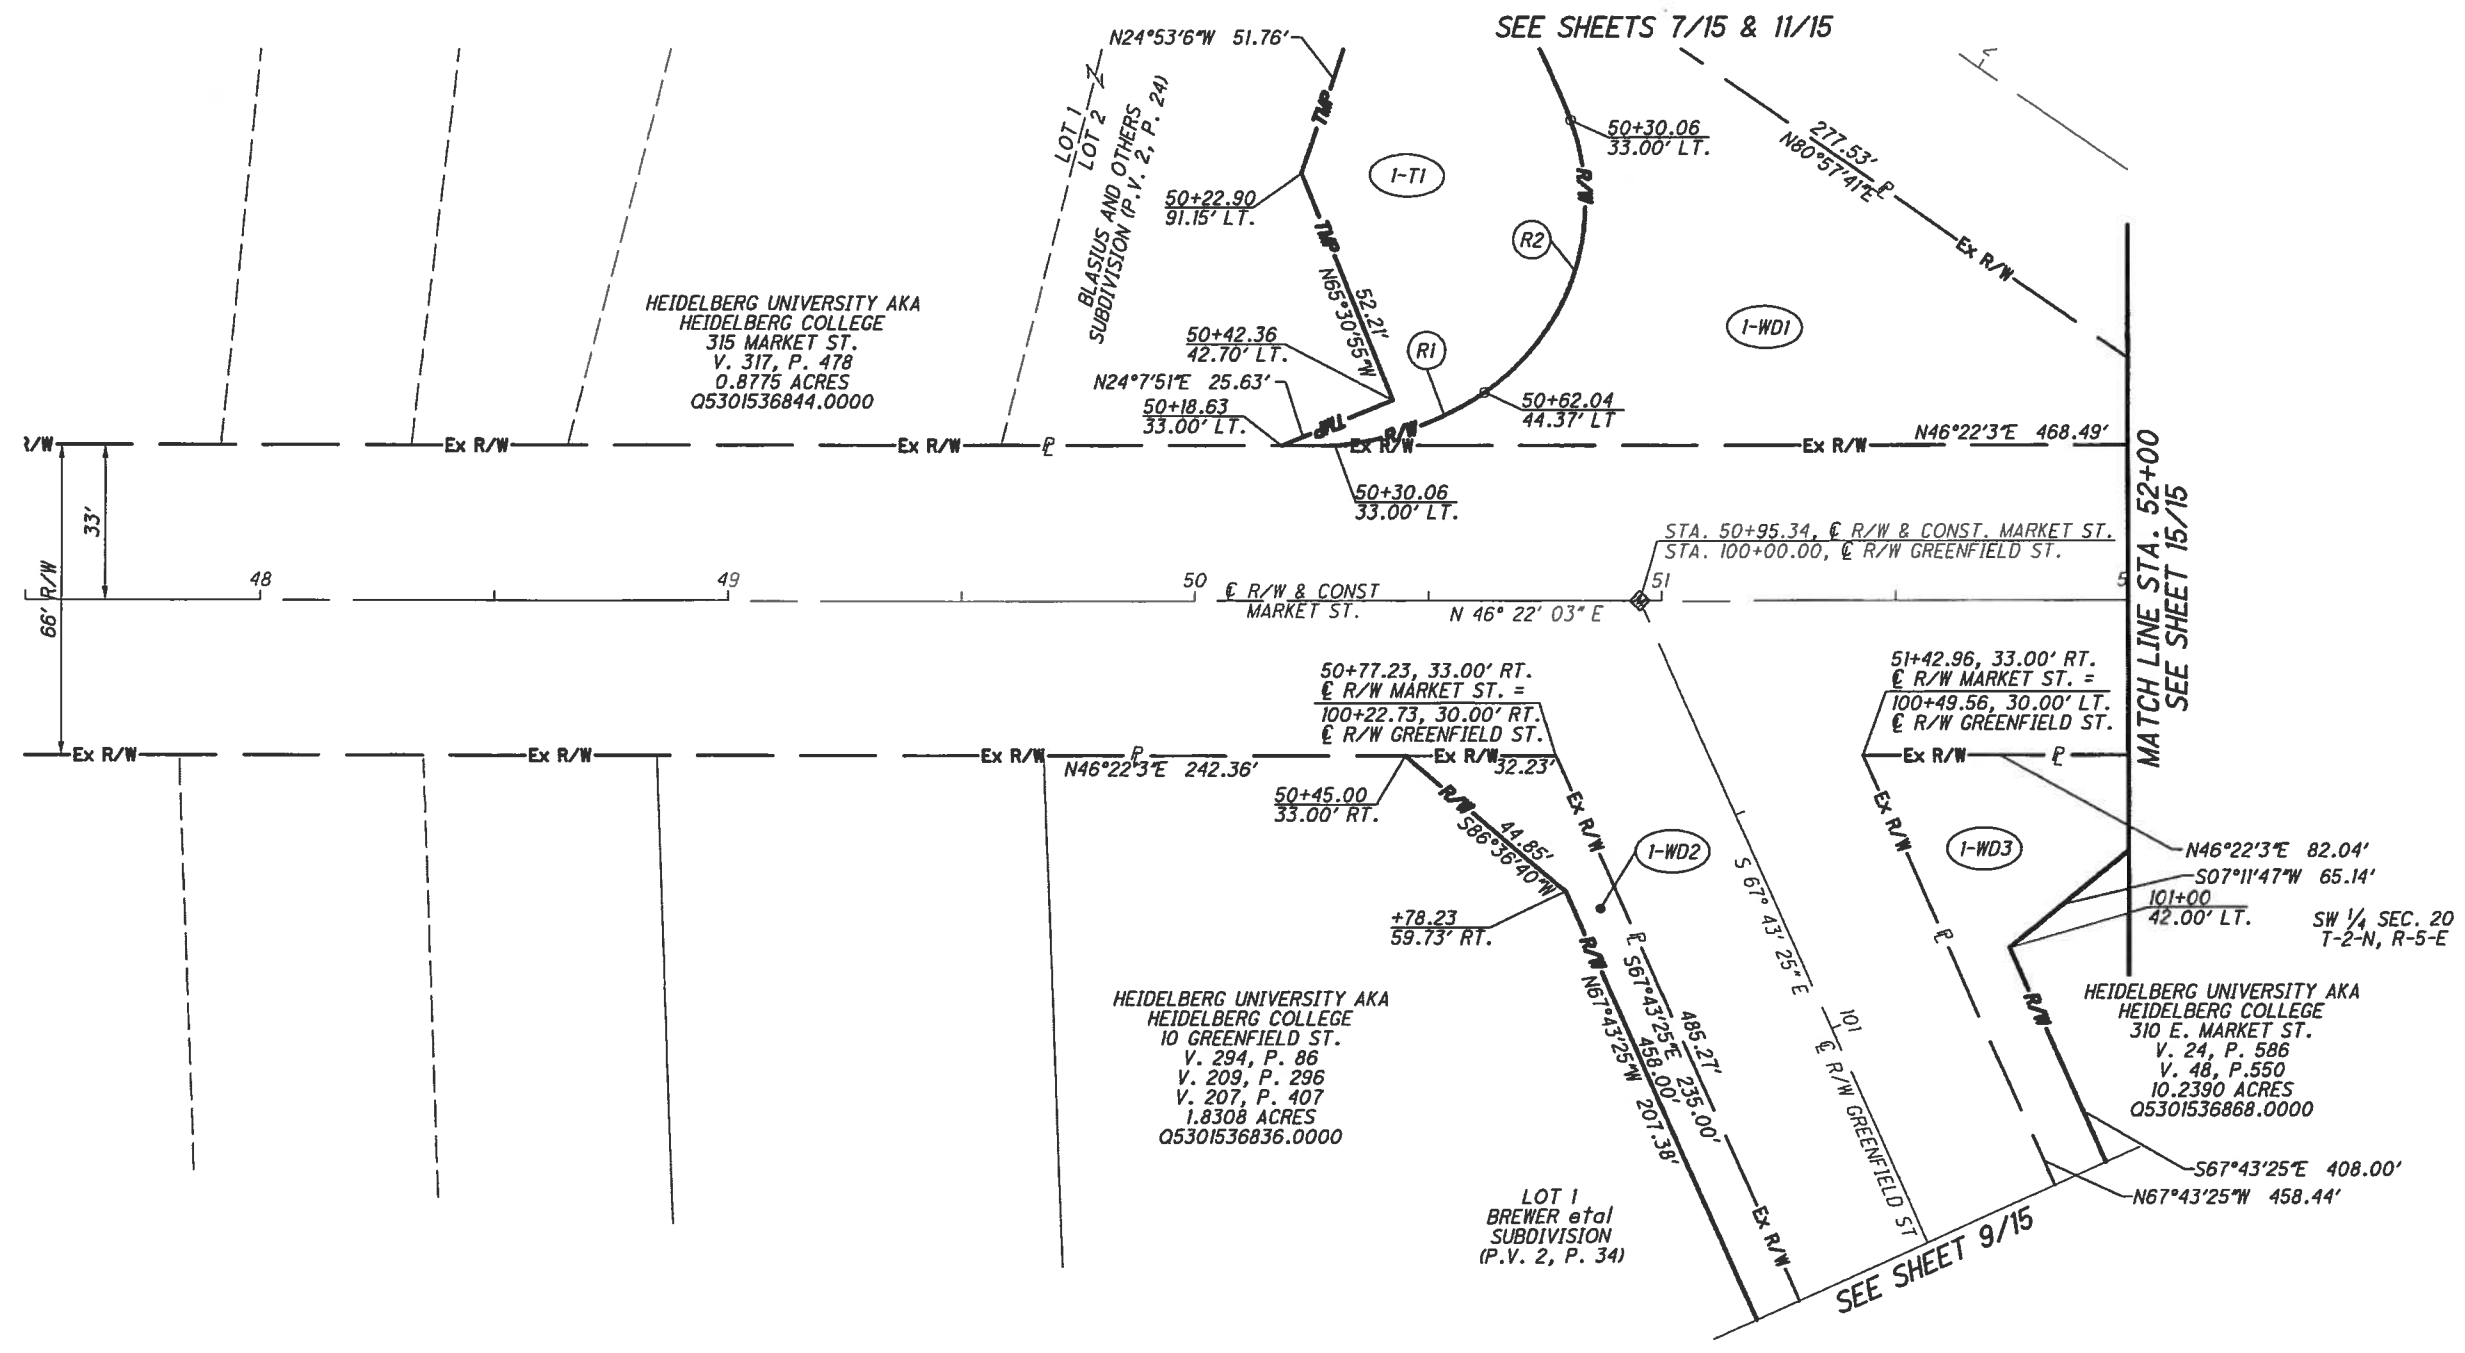 SEE SHEETS 7/15 & 11/15
N24°53'6"W 51.76'
LOT 1
LOT 2
BLASIUS AND OTHERS
SUBDIVISION (P.V. 2, P. 24)
TMP
1-T1
50+30.06
33.00' LT.
R/W
277.53'
N80°57'41"E
PL
Ex R/W
50+22.90
91.15' LT.
TMP
N65°30'55"W
52.21'
R2
1-WD1
HEIDELBERG UNIVERSITY AKA
HEIDELBERG COLLEGE
315 MARKET ST.
V. 317, P. 478
0.8775 ACRES
Q5301536844.0000
50+42.36
42.70' LT.
R1
N24°7'51"E 25.63'
50+18.63
33.00' LT.
TMP
R/W
50+62.04
44.37' LT
R/W
Ex R/W
Ex R/W
PL
Ex R/W
Ex R/W
N46°22'3"E 468.49'
50+30.06
33.00' LT.
33'
66' R/W
STA. 50+95.34, CL R/W & CONST. MARKET ST.
STA. 100+00.00, CL R/W GREENFIELD ST.
MATCH LINE STA. 52+00
SEE SHEET 15/15
48
49
50
51
5
CL R/W & CONST
MARKET ST.
N 46° 22' 03" E
50+77.23, 33.00' RT.
CL R/W MARKET ST. =
100+22.73, 30.00' RT.
CL R/W GREENFIELD ST.
51+42.96, 33.00' RT.
CL R/W MARKET ST. =
100+49.56, 30.00' LT.
CL R/W GREENFIELD ST.
Ex R/W
Ex R/W
Ex R/W
PL
N46°22'3"E 242.36'
Ex R/W
32.23'
Ex R/W
PL
50+45.00
33.00' RT.
R/W
44.85'
S86°36'40"W
Ex R/W
1-WD2
S 67° 43' 25" E
Ex R/W
1-WD3
N46°22'3"E 82.04'
S07°11'47"W 65.14'
101+00
42.00' LT.
SW 1/4 SEC. 20
T-2-N, R-5-E
+78.23
59.73' RT.
R/W
PL
PL
HEIDELBERG UNIVERSITY AKA
HEIDELBERG COLLEGE
10 GREENFIELD ST.
V. 294, P. 86
V. 209, P. 296
V. 207, P. 407
1.8308 ACRES
Q5301536836.0000
N67°43'25"W 207.38'
458.00'
S67°43'25"E 235.00'
485.27'
101
CL R/W GREENFIELD ST
R/W
HEIDELBERG UNIVERSITY AKA
HEIDELBERG COLLEGE
310 E. MARKET ST.
V. 24, P. 586
V. 48, P.550
10.2390 ACRES
Q5301536868.0000
S67°43'25"E 408.00'
N67°43'25"W 458.44'
LOT 1
BREWER etal
SUBDIVISION
(P.V. 2, P. 34)
Ex R/W
SEE SHEET 9/15